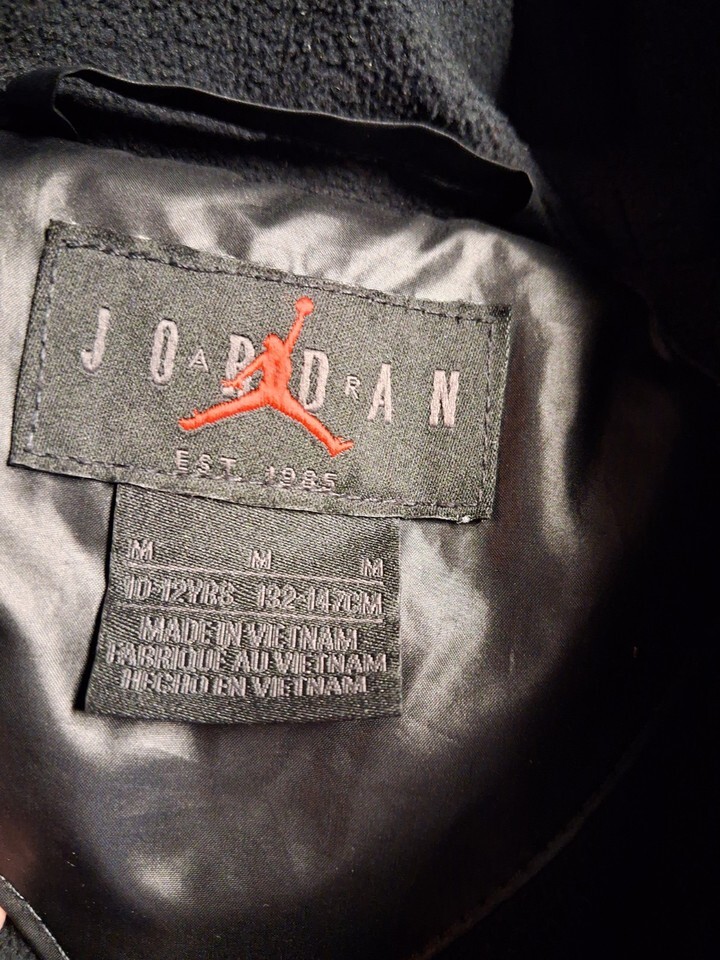 JORDAN
AIR
EST. 1985
M M M
10-12YRS 132-147CM
MADE IN VIETNAM
FABRIQUE AU VIETNAM
HECHO EN VIETNAM